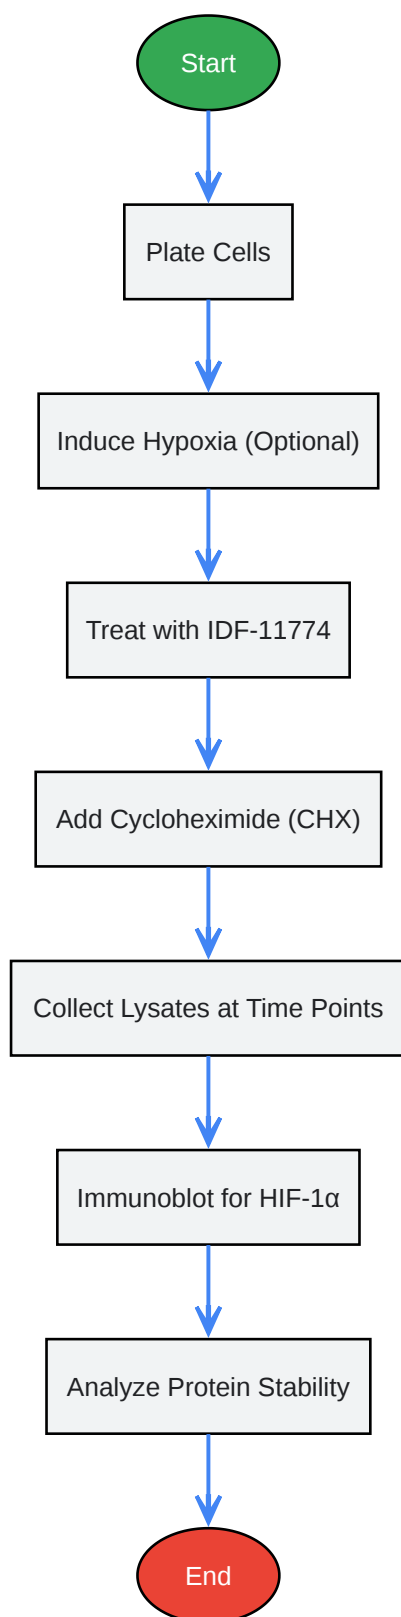 Start
Plate Cells
Induce Hypoxia (Optional)
Treat with IDF-11774
Add Cycloheximide (CHX)
Collect Lysates at Time Points
Immunoblot for HIF-1α
Analyze Protein Stability
End